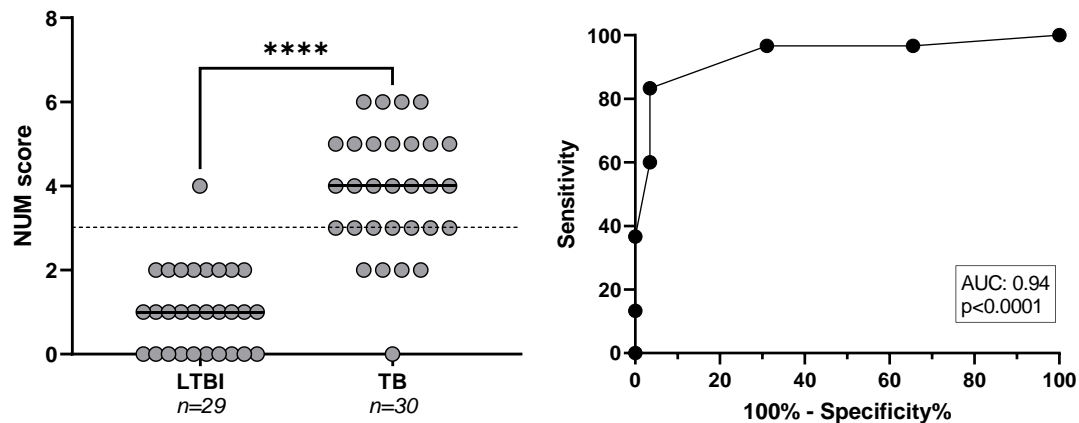 NUM score
8
6
4
2
0
****
LTBI
n=29
TB
n=30
Sensitivity
100
80
60
40
20
0
AUC: 0.94
p<0.0001
0 20 40 60 80 100
100% - Specificity%